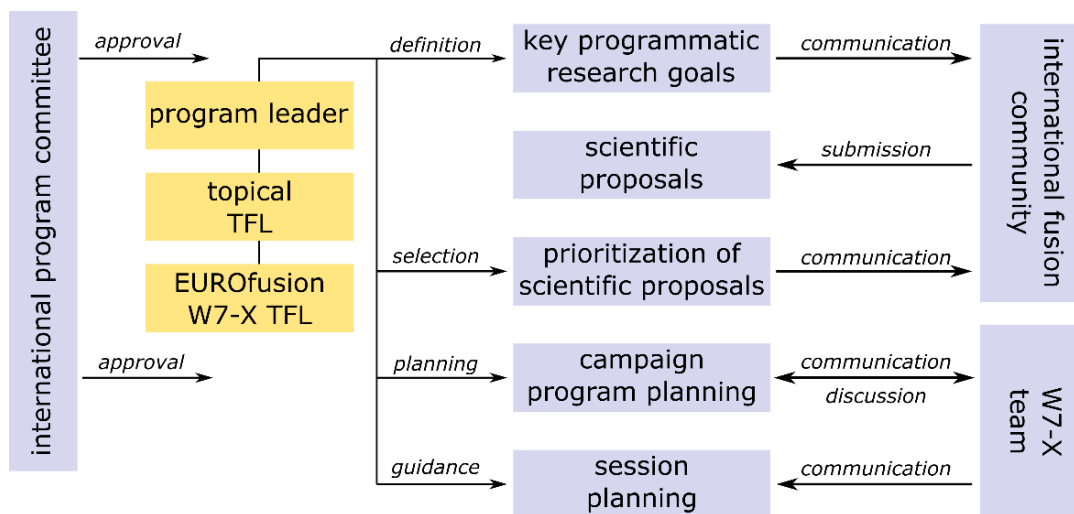 international program committee
approval
program leader
topical
TFL
EUROfusion
W7-X TFL
approval
definition
key programmatic
research goals
communication
scientific
proposals
submission
selection
prioritization of
scientific proposals
communication
international fusion
community
planning
campaign
program planning
communication
discussion
guidance
session
planning
communication
W7-X
team